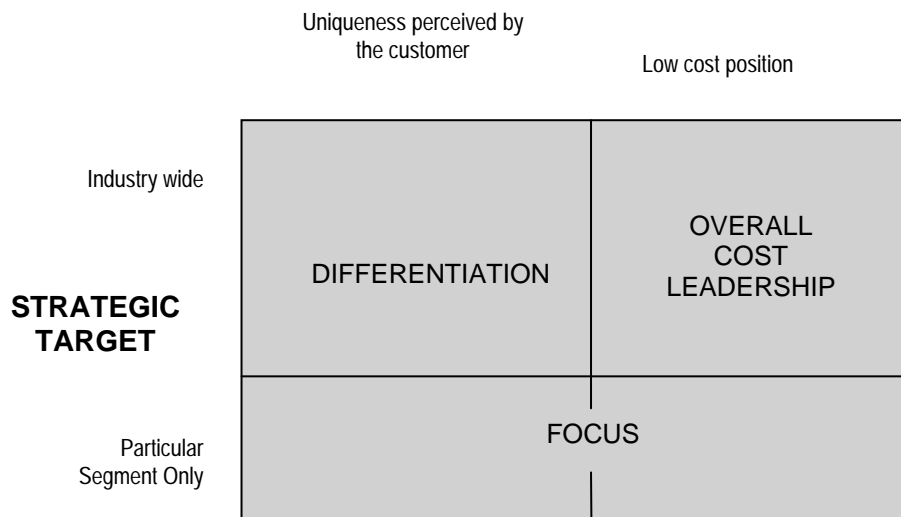 Uniqueness perceived by
the customer
Low cost position
Industry wide
DIFFERENTIATION
OVERALL
COST
LEADERSHIP
STRATEGIC
TARGET
FOCUS
Particular
Segment Only